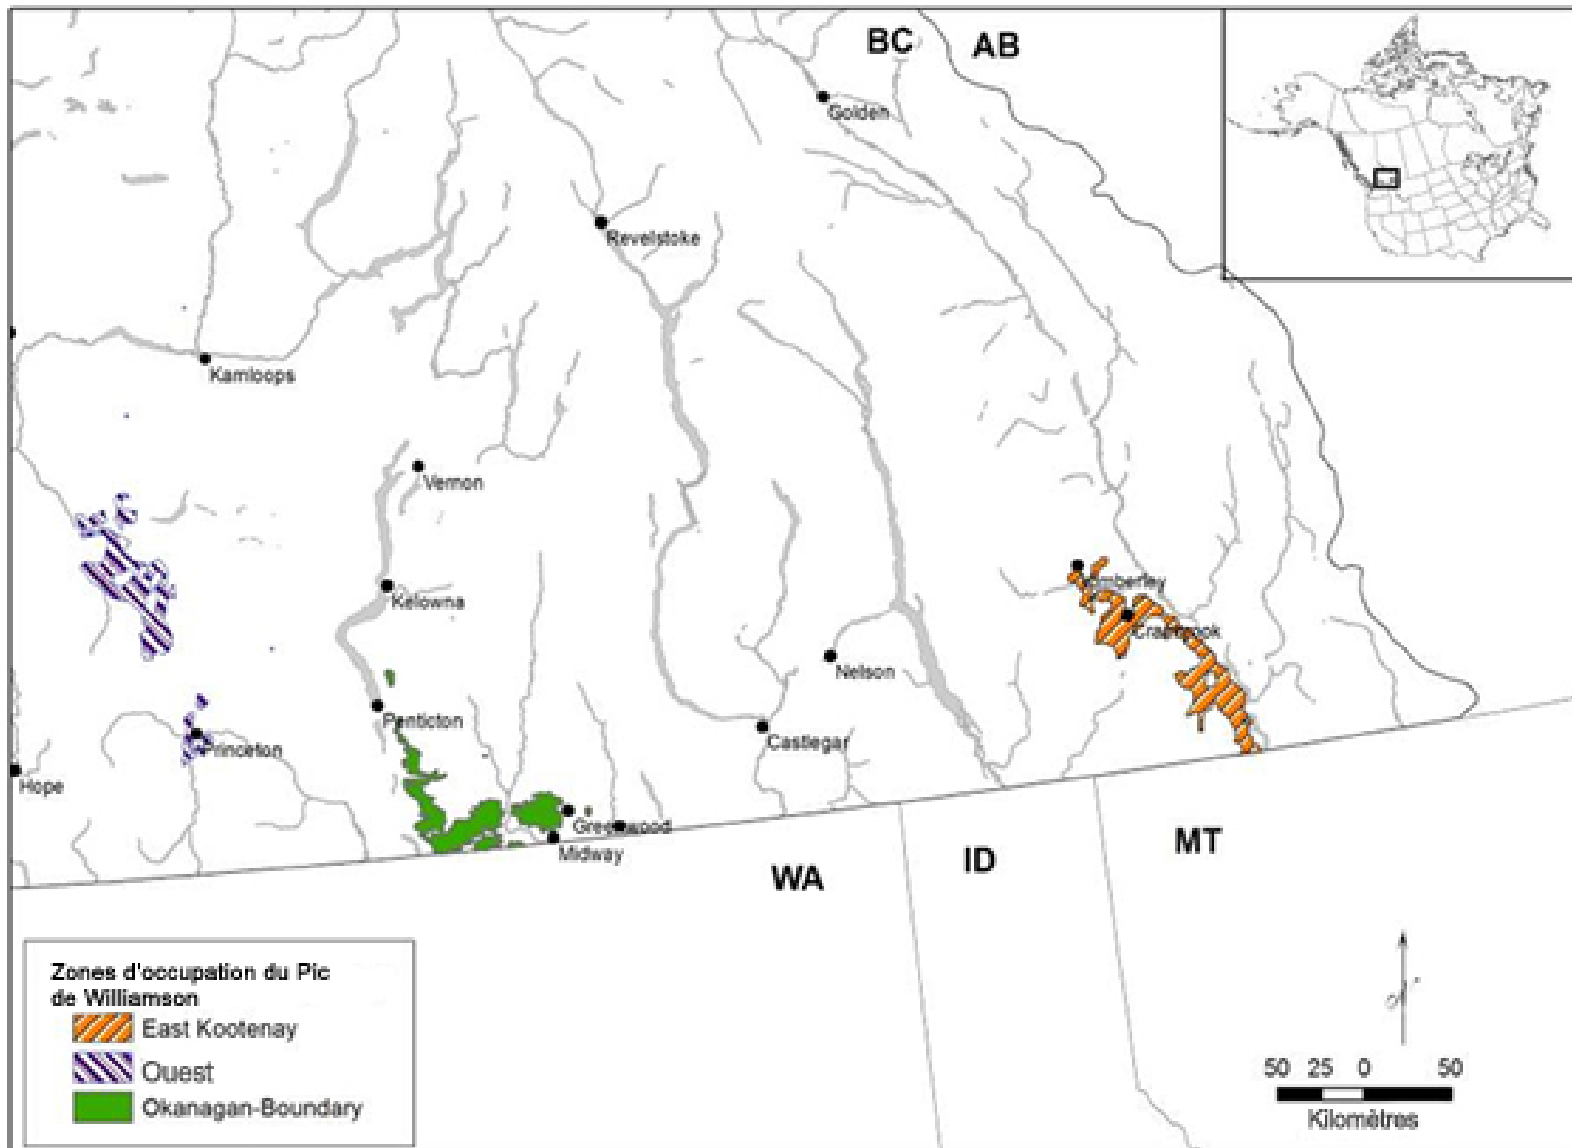 BC AB
Golden
Revelstoke
Kamloops
Vernon
Kelowna
Cranbrook
Nelson
Penticton
Castlegar
Princeton
Hope
Greenwood
Midway
WA
ID
MT
Zones d'occupation du Pic
de Williamson
East Kootenay
Ouest
Okanagan-Boundary
50 25 0 50
Kilomètres